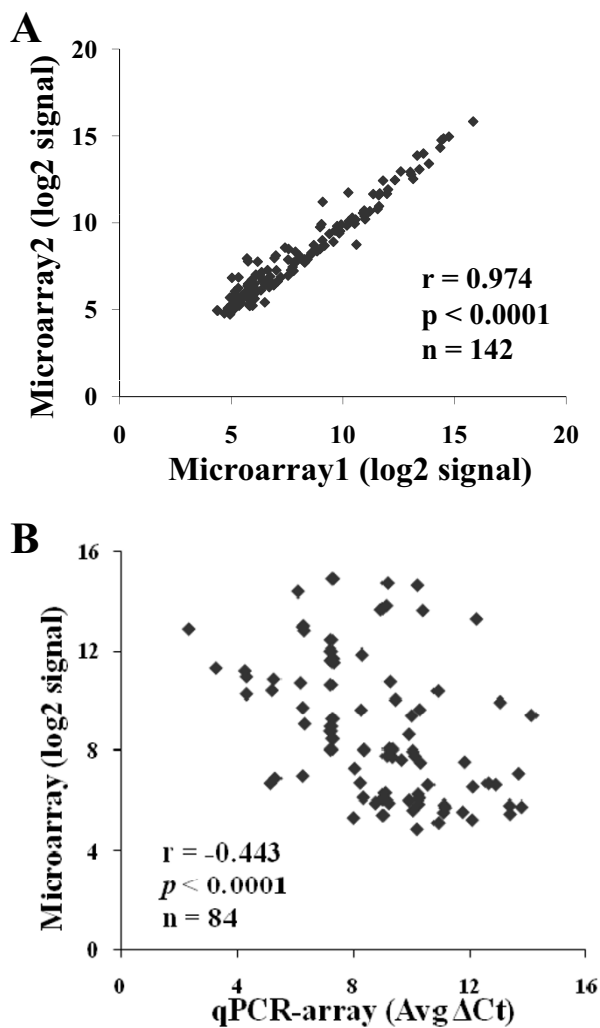 A
20
15
10
5
0
Microarray2 (log2 signal)
r = 0.974
p < 0.0001
n = 142
0 5 10 15 20
Microarray1 (log2 signal)
B
16
12
8
4
0
Microarray (log2 signal)
r = -0.443
p < 0.0001
n = 84
0 4 8 12 16
qPCR-array (Avg ΔCt)